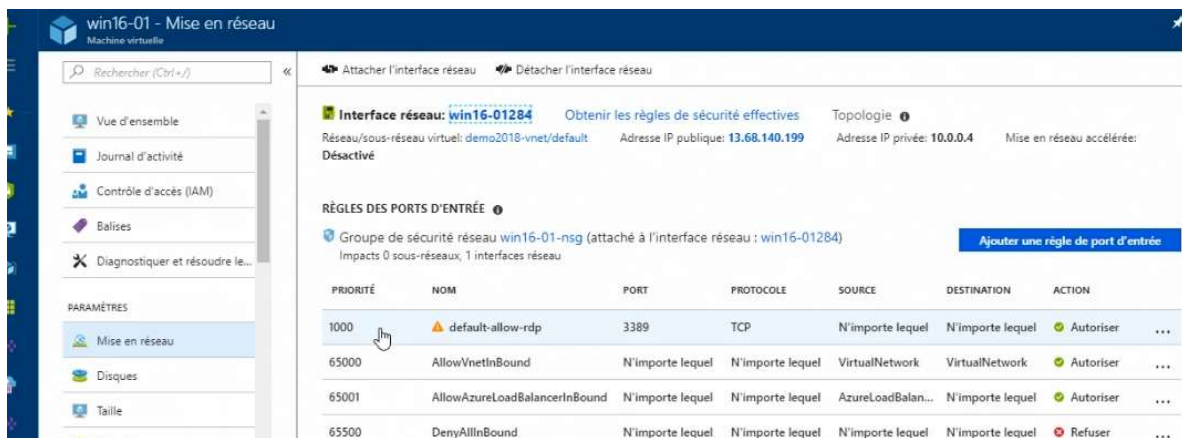 win16-01 - Mise en réseau
Machine virtuelle
Rechercher (Ctrl+/)
«
Attacher l'interface réseau Détacher l'interface réseau
Vue d'ensemble
Journal d'activité
Contrôle d'accès (IAM)
Balises
Diagnostiquer et résoudre le...
PARAMÈTRES
Mise en réseau
Disques
Taille
Interface réseau: win16-01284 Obtenir les règles de sécurité effectives Topologie
Réseau/sous-réseau virtuel: demo2018-vnet/default Adresse IP publique: 13.68.140.199 Adresse IP privée: 10.0.0.4 Mise en réseau accélérée:
Désactivé
RÈGLES DES PORTS D'ENTRÉE
Groupe de sécurité réseau win16-01-nsg (attaché à l'interface réseau : win16-01284)
Impacts 0 sous-réseaux, 1 interfaces réseau
Ajouter une règle de port d'entrée
PRIORITÉ NOM PORT PROTOCOLE SOURCE DESTINATION ACTION
1000 default-allow-rdp 3389 TCP N'importe lequel N'importe lequel Autoriser ...
65000 AllowVnetInBound N'importe lequel N'importe lequel VirtualNetwork VirtualNetwork Autoriser ...
65001 AllowAzureLoadBalancerInBound N'importe lequel N'importe lequel AzureLoadBalan... N'importe lequel Autoriser ...
65500 DenyAllInBound N'importe lequel N'importe lequel N'importe lequel N'importe lequel Refuser ...